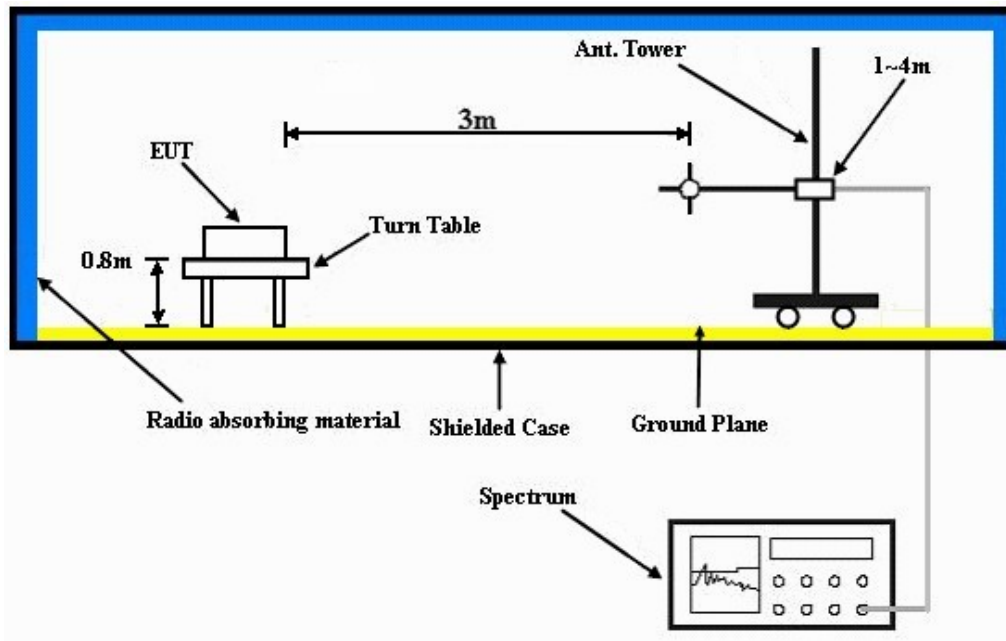 Ant. Tower
1~4m
3m
EUT
Turn Table
0.8m
Radio absorbing material
Shielded Case
Ground Plane
Spectrum